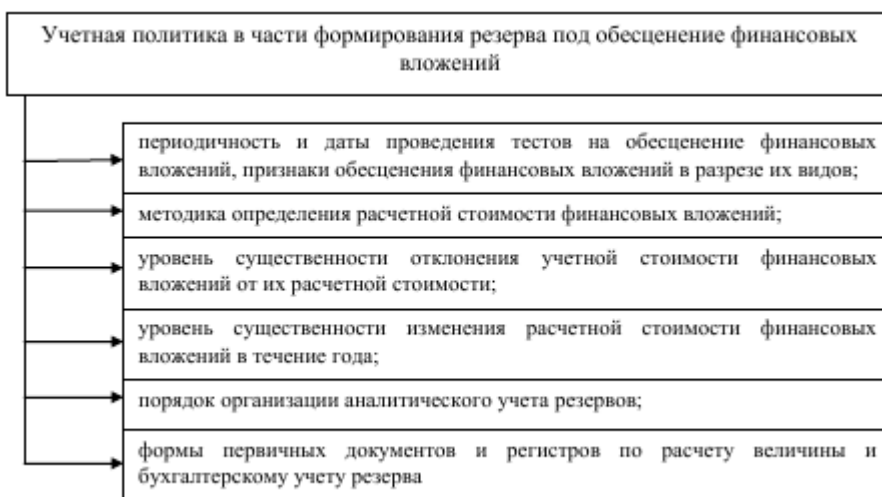 Учетная политика в части формирования резерва под обесценение финансовых
вложений
периодичность и даты проведения тестов на обесценение финансовых
вложений, признаки обесценения финансовых вложений в разрезе их видов;
методика определения расчетной стоимости финансовых вложений;
уровень существенности отклонения учетной стоимости финансовых
вложений от их расчетной стоимости;
уровень существенности изменения расчетной стоимости финансовых
вложений в течение года;
порядок организации аналитического учета резервов;
формы первичных документов и регистров по расчету величины и
бухгалтерскому учету резерва